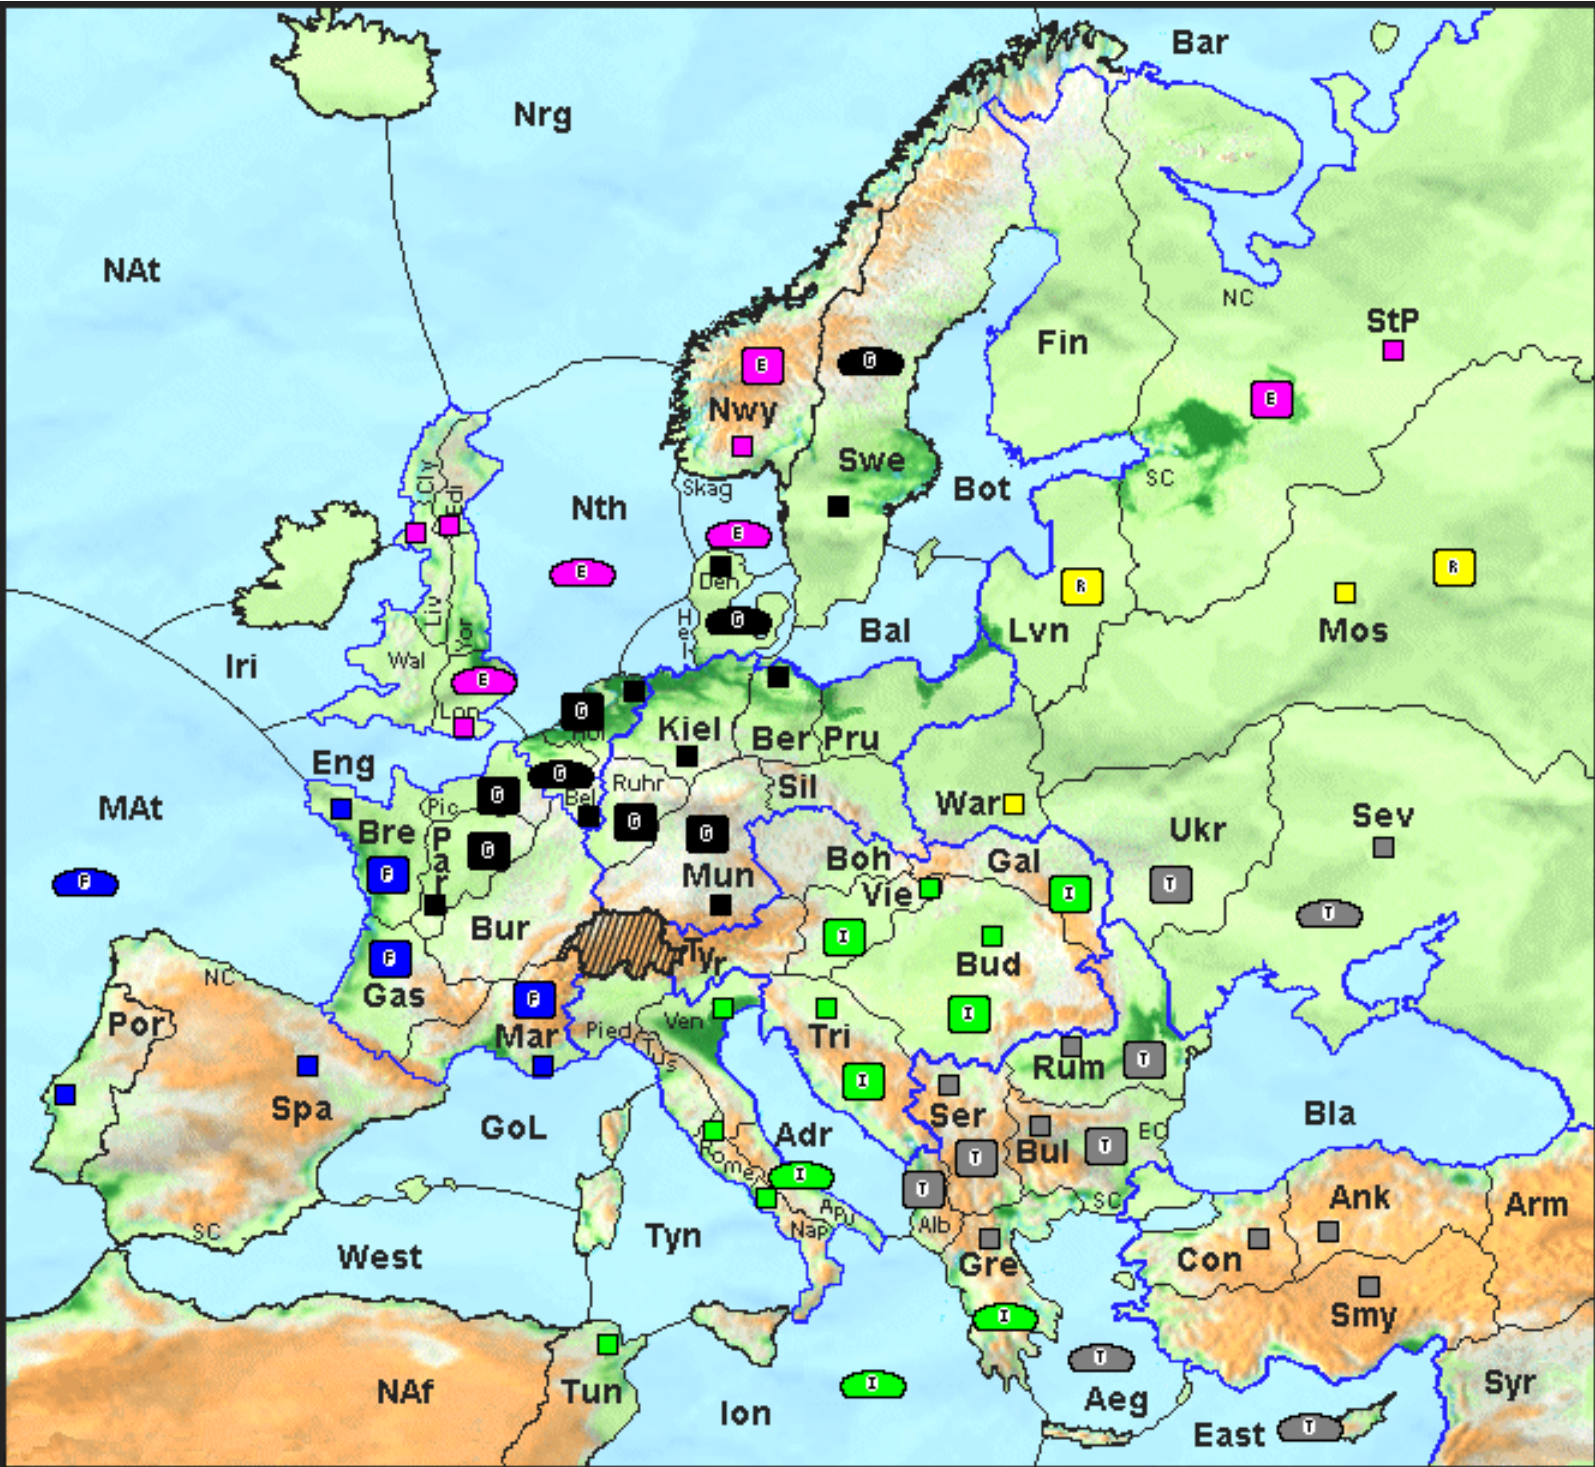 Bar
Nrg
NAt
NC
StP
Fin
E
G
E
Nwy
Swe
Cly
Edi
Skag
Bot
SC
Nth
E
E
R
R
Den
Hel
G
Bal
Lvn
Mos
Liv
Yor
Wal
Iri
E
Lon
G
Hol
Kiel
Ber
Pru
Eng
G
Ruhr
Sil
G
Bel
Pic
War
MAt
Bre
Par
G
G
G
Ukr
Sev
Boh
Gal
F
F
Mun
Vie
I
T
T
Bur
I
Tyr
Bud
F
NC
Gas
F
Ven
I
Por
Mar
Pied
Tus
Tri
Rum
T
I
Spa
GoL
Ser
Bla
Adr
Bul
T
EC
Rome
I
T
T
SC
Ank
Arm
Apu
Nap
Alb
SC
West
Tyn
Gre
Con
I
Smy
T
NAf
Tun
I
Aeg
Syr
Ion
East
T